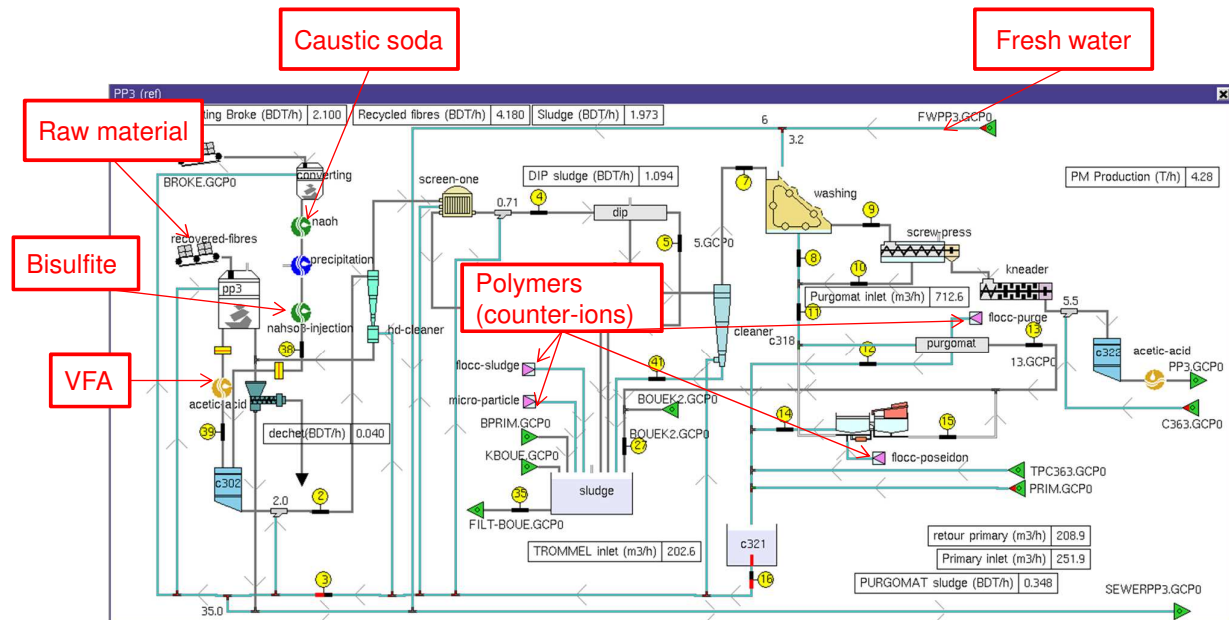 Caustic soda
Fresh water
PP3 (ref)
ting Broke (BDT/h) 2.100
Recycled fibres (BDT/h) 4.180
Sludge (BDT/h) 1.973
6
FWPP3.GCP0
3.2
Raw material
BROKE.GCP0
converting
screen-one
DIP sludge (BDT/h) 1.094
7
washing
PM Production (T/h) 4.28
4
0.71
dip
naoh
9
screw-press
recovered-fibres
5
5.GCP0
precipitation
8
10
kneader
Bisulfite
pp3
Polymers
(counter-ions)
Purgomat inlet (m3/h) 712.6
5.5
nahso3-injection
hd-cleaner
11
flocc-purge
13
38
cleaner
c318
purgomat
12
13.GCP0
c322
acetic-acid
PP3.GCP0
VFA
flocc-sludge
41
acetic-acid
micro-particle
BOUEK2.GCP0
C363.GCP0
39
dechet(BDT/h) 0.040
BPRIM.GCP0
BOUEK2.GCP0
14
15
27
KBOUE.GCP0
flocc-poseidon
c302
sludge
TPC363.GCP0
2.0
2
35
PRIM.GCP0
FILT-BOUE.GCP0
c321
retour primary (m3/h) 208.9
TROMMEL inlet (m3/h) 202.6
Primary inlet (m3/h) 251.9
3
16
PURGOMAT sludge (BDT/h) 0.348
35.0
SEWERPP3.GCP0